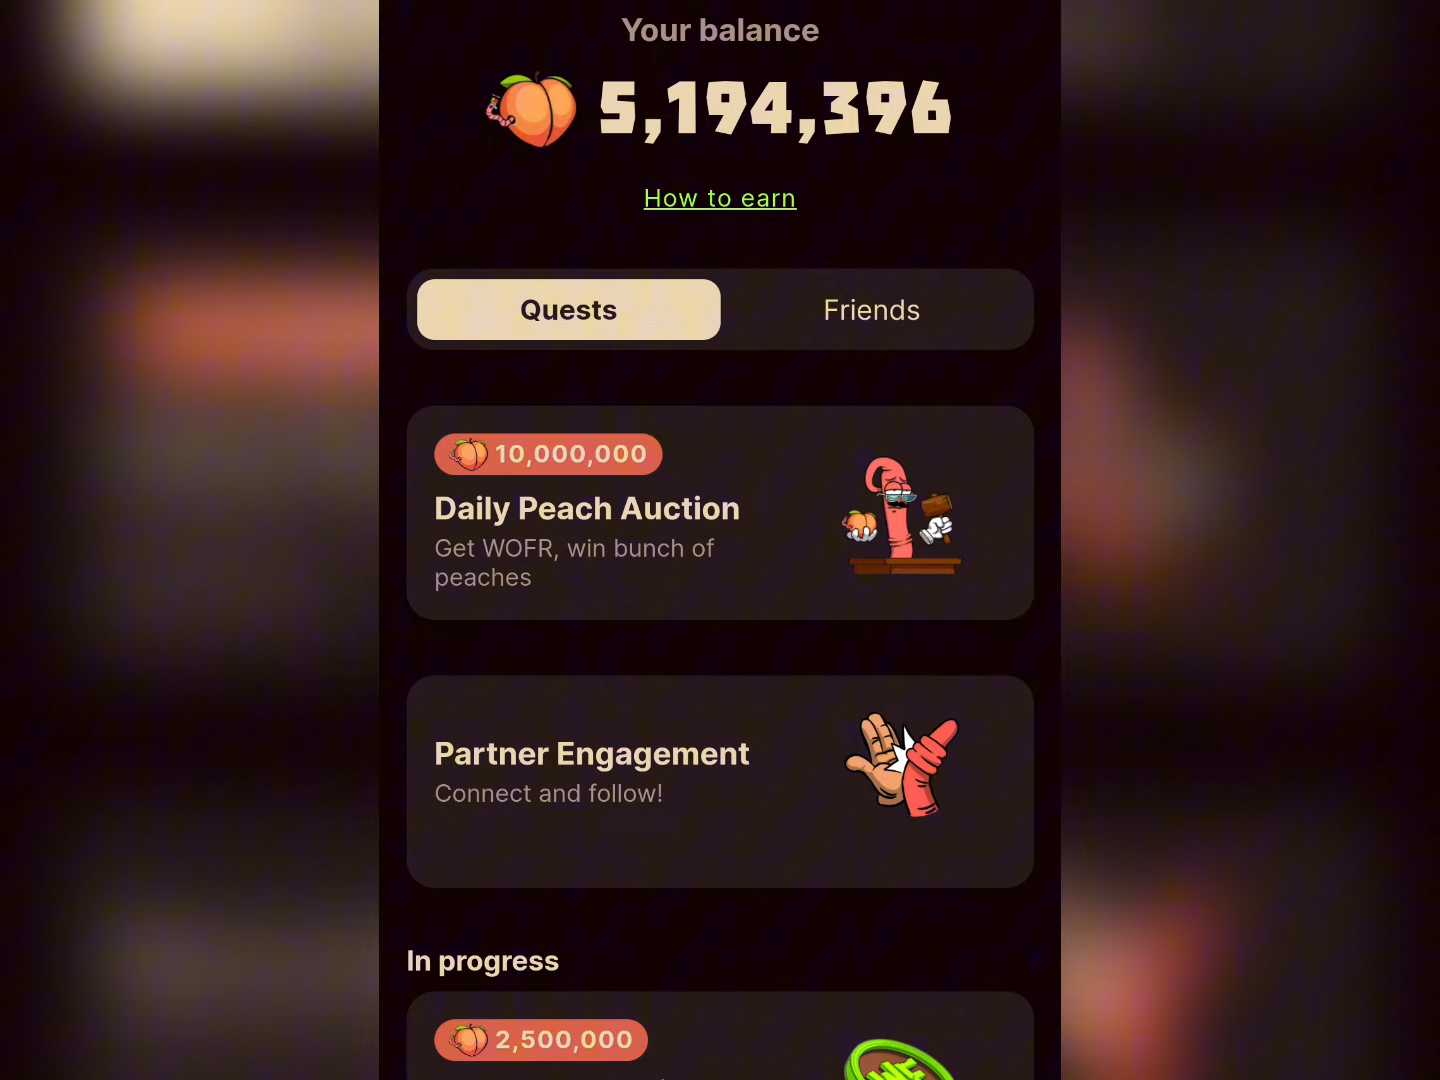 Your balance
5,194,396
How to earn
Quests
Friends
10,000,000
Daily Peach Auction
Get WOFR, win bunch of
peaches
Partner Engagement
Connect and follow!
In progress
2,500,000